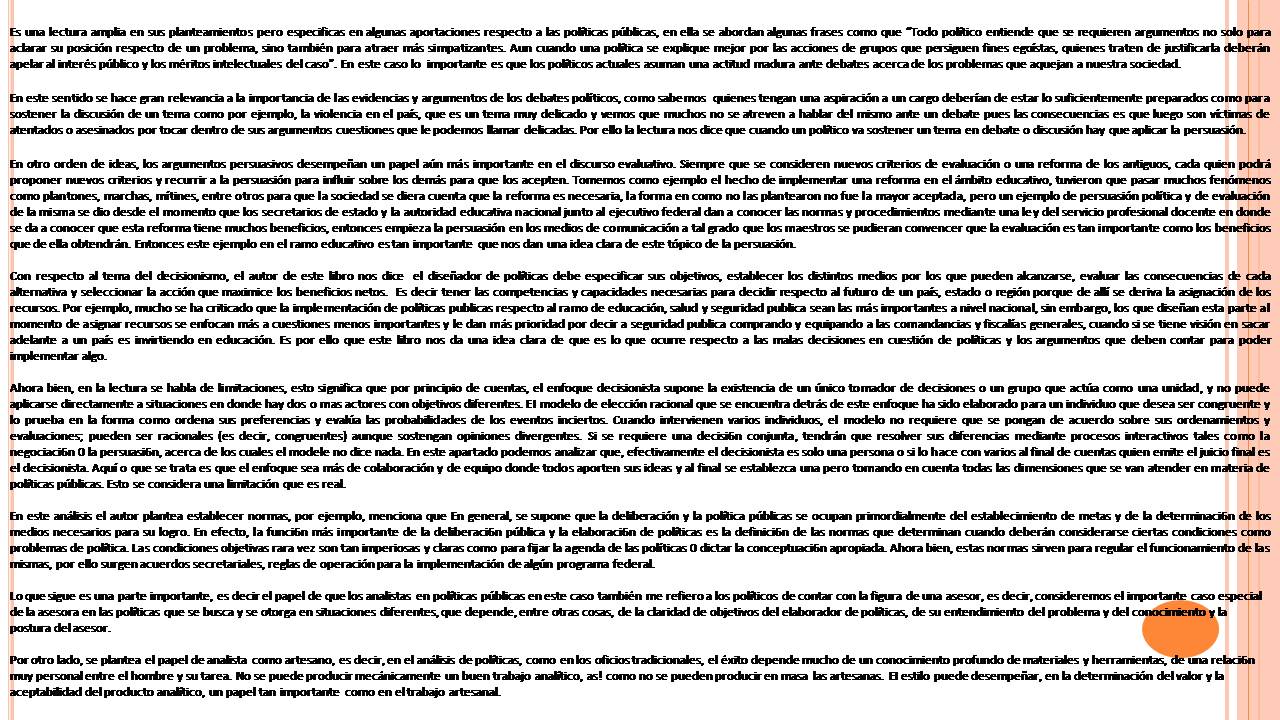 Es una lectura amplia en sus planteamientos pero especificas en algunas aportaciones respecto a las políticas públicas, en ella se abordan algunas frases como que "Todo político entiende que se requieren argumentos no solo para
aclarar su posición respecto de un problema, sino también para atraer más simpatizantes. Aun cuando una política se explique mejor por las acciones de grupos que persiguen fines egoístas, quienes traten de justificarla deberán
apelar al interés público y los méritos intelectuales del caso". En este caso lo importante es que los políticos actuales asuman una actitud madura ante debates acerca de los problemas que aquejan a nuestra sociedad.
En este sentido se hace gran relevancia a la importancia de las evidencias y argumentos de los debates políticos, como sabemos quienes tengan una aspiración a un cargo deberían de estar lo suficientemente preparados como para
sostener la discusión de un tema como por ejemplo, la violencia en el país, que es un tema muy delicado y vemos que muchos no se atreven a hablar del mismo ante un debate pues las consecuencias es que luego son víctimas de
atentados o asesinados por tocar dentro de sus argumentos cuestiones que le podemos llamar delicadas. Por ello la lectura nos dice que cuando un político va sostener un tema en debate o discusión hay que aplicar la persuasión.
En otro orden de ideas, los argumentos persuasivos desempeñan un papel aún más importante en el discurso evaluativo. Siempre que se consideren nuevos criterios de evaluación o una reforma de los antiguos, cada quien podrá
proponer nuevos criterios y recurrir a la persuasión para influir sobre los demás para que los acepten. Tomemos como ejemplo el hecho de implementar una reforma en el ámbito educativo, tuvieron que pasar muchos fenómenos
como plantones, marchas, mítines, entre otros para que la sociedad se diera cuenta que la reforma es necesaria, la forma en como no las plantearon no fue la mayor aceptada, pero un ejemplo de persuasión política y de evaluación
de la misma se dio desde el momento que los secretarios de estado y la autoridad educativa nacional junto al ejecutivo federal dan a conocer las normas y procedimientos mediante una ley del servicio profesional docente en donde
se da a conocer que esta reforma tiene muchos beneficios, entonces empieza la persuasión en los medios de comunicación a tal grado que los maestros se pudieran convencer que la evaluación es tan importante como los beneficios
que de ella obtendrán. Entonces este ejemplo en el ramo educativo es tan importante que nos dan una idea clara de este tópico de la persuasión.
Con respecto al tema del decisionismo, el autor de este libro nos dice el diseñador de políticas debe especificar sus objetivos, establecer los distintos medios por los que pueden alcanzarse, evaluar las consecuencias de cada
alternativa y seleccionar la acción que maximice los beneficios netos. Es decir tener las competencias y capacidades necesarias para decidir respecto al futuro de un país, estado o región porque de allí se deriva la asignación de los
recursos. Por ejemplo, mucho se ha criticado que la implementación de políticas publicas respecto al ramo de educación, salud y seguridad publica sean las más importantes a nivel nacional, sin embargo, los que diseñan esta parte al
momento de asignar recursos se enfocan más a cuestiones menos importantes y le dan más prioridad por decir a seguridad publica comprando y equipando a las comandancias y fiscalías generales, cuando si se tiene visión en sacar
adelante a un país es invirtiendo en educación. Es por ello que este libro nos da una idea clara de que es lo que ocurre respecto a las malas decisiones en cuestión de políticas y los argumentos que deben contar para poder
implementar algo.
Ahora bien, en la lectura se habla de limitaciones, esto significa que por principio de cuentas, el enfoque decisionista supone la existencia de un único tomador de decisiones o un grupo que actúa como una unidad, y no puede
aplicarse directamente a situaciones en donde hay dos o mas actores con objetivos diferentes. EI modelo de elección racional que se encuentra detrás de este enfoque ha sido elaborado para un individuo que desea ser congruente y
lo prueba en la forma como ordena sus preferencias y evalúa las probabilidades de los eventos inciertos. Cuando intervienen varios individuos, el modelo no requiere que se pongan de acuerdo sobre sus ordenamientos y
evaluaciones; pueden ser racionales (es decir, congruentes) aunque sostengan opiniones divergentes. Si se requiere una decisi6n conjunta, tendrán que resolver sus diferencias mediante procesos interactivos tales como la
negociaci6n 0 la persuasi6n, acerca de los cuales el modele no dice nada. En este apartado podemos analizar que, efectivamente el decisionista es solo una persona o si lo hace con varios al final de cuentas quien emite el juicio final es
el decisionista. Aquí o que se trata es que el enfoque sea más de colaboración y de equipo donde todos aporten sus ideas y al final se establezca una pero tomando en cuenta todas las dimensiones que se van atender en materia de
políticas públicas. Esto se considera una limitación que es real.
En este análisis el autor plantea establecer normas, por ejemplo, menciona que En general, se supone que la deliberación y la política públicas se ocupan primordialmente del establecimiento de metas y de la determinaci6n de los
medios necesarios para su logro. En efecto, la funci6n más importante de la deliberaci6n pública y la elaboraci6n de políticas es la definici6n de las normas que determinan cuando deberán considerarse ciertas condiciones como
problemas de política. Las condiciones objetivas rara vez son tan imperiosas y claras como para fijar la agenda de las políticas 0 dictar la conceptuaci6n apropiada. Ahora bien, estas normas sirven para regular el funcionamiento de las
mismas, por ello surgen acuerdos secretariales, reglas de operación para la implementación de algún programa federal.
Lo que sigue es una parte importante, es decir el papel de que los analistas en políticas públicas en este caso también me refiero a los políticos de contar con la figura de una asesor, es decir, consideremos el importante caso especial
de la asesora en las políticas que se busca y se otorga en situaciones diferentes, que depende, entre otras cosas, de la claridad de objetivos del elaborador de políticas, de su entendimiento del problema y del conocimiento y la
postura del asesor.
Por otro lado, se plantea el papel de analista como artesano, es decir, en el análisis de políticas, como en los oficios tradicionales, el éxito depende mucho de un conocimiento profundo de materiales y herramientas, de una relaci6n
muy personal entre el hombre y su tarea. No se puede producir mecánicamente un buen trabajo analítico, as! como no se pueden producir en masa las artesanas. El estilo puede desempeñar, en la determinación del valor y la
aceptabilidad del producto analítico, un papel tan importante como en el trabajo artesanal.